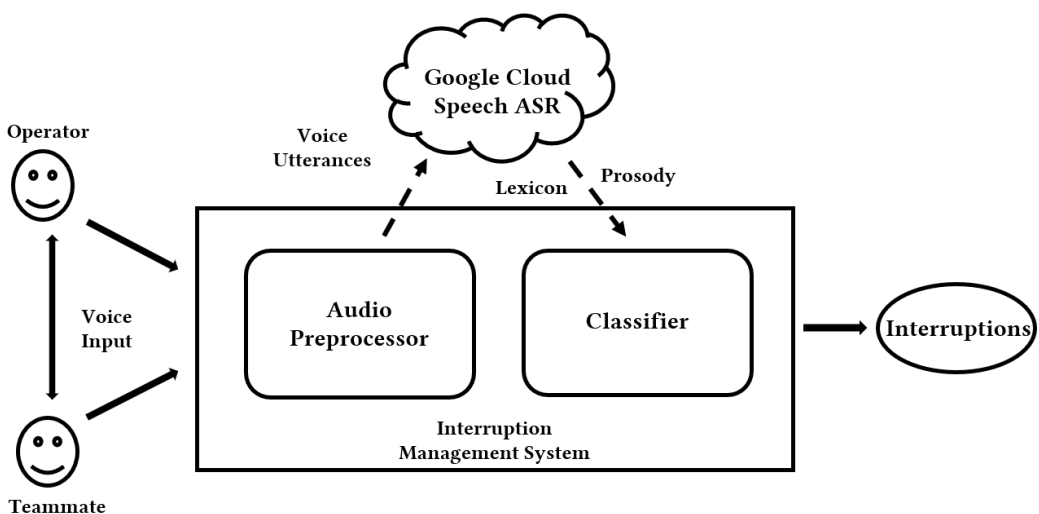 Google Cloud
Speech ASR
Operator
Voice
Utterances
Lexicon
Prosody
Voice
Input
Audio
Preprocessor
Classifier
Interruptions
Interruption
Management System
Teammate